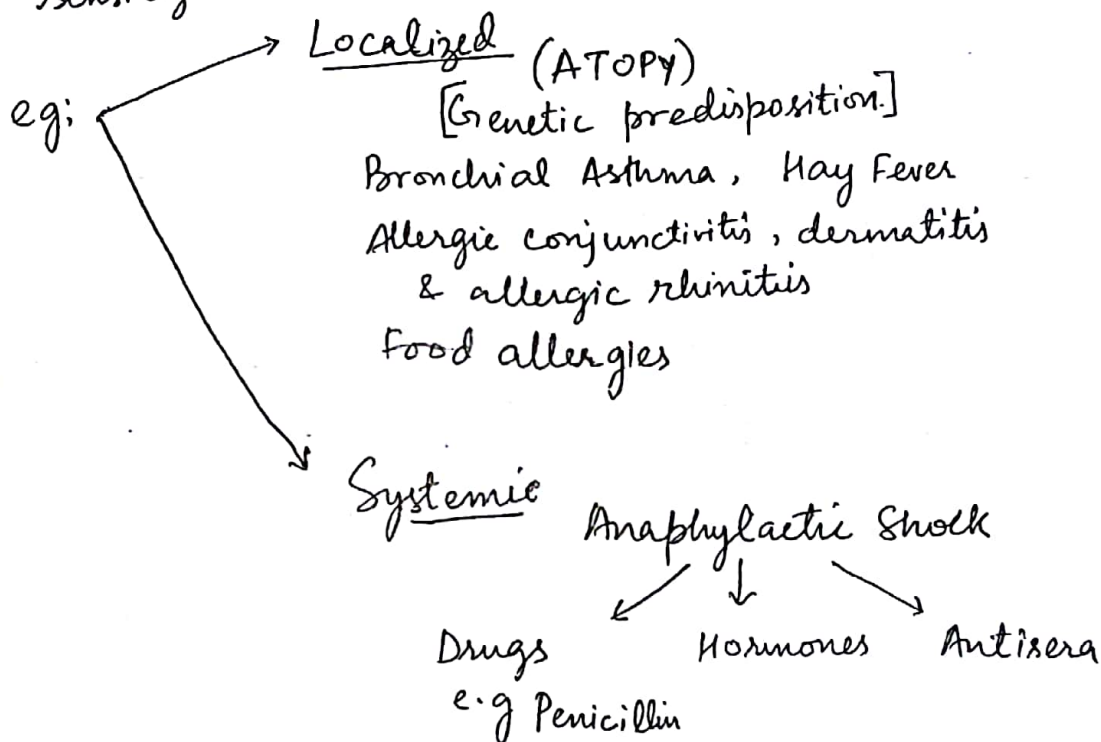 eg:
Localized (ATOPY)
[Genetic predisposition.]
Bronchial Asthma, Hay Fever
Allergic conjunctivitis, dermatitis
& allergic rhinitis
Food allergies
Systemic
Anaphylactic Shock
Drugs Hormones Antisera
e.g Penicillin